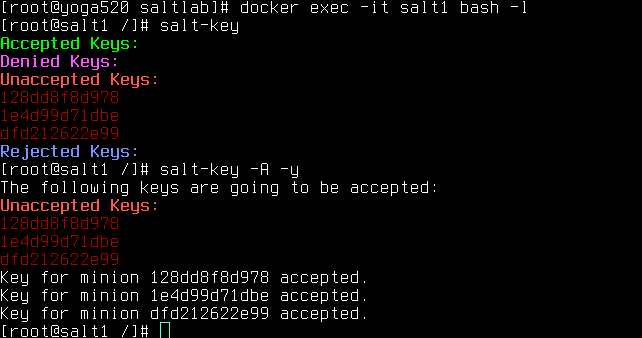 [root@yoga520 saltlab]# docker exec -it salt1 bash -l
[root@salt1 /]# salt-key
Accepted Keys:
Denied Keys:
Unaccepted Keys:
128dd8f8d978
1e4d99d71dbe
dfd212622e99
Rejected Keys:
[root@salt1 /]# salt-key -A -y
The following keys are going to be accepted:
Unaccepted Keys:
128dd8f8d978
1e4d99d71dbe
dfd212622e99
Key for minion 128dd8f8d978 accepted.
Key for minion 1e4d99d71dbe accepted.
Key for minion dfd212622e99 accepted.
[root@salt1 /]#